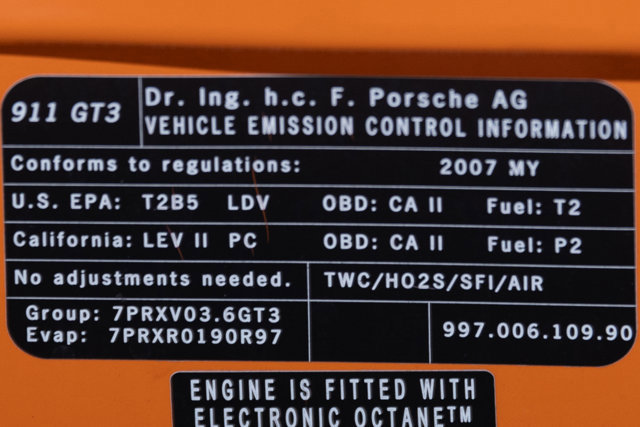 911 GT3
Dr. Ing. h.c. F. Porsche AG
VEHICLE EMISSION CONTROL INFORMATION
Conforms to regulations: 2007 MY
U.S. EPA: T2B5 LDV OBD: CA II Fuel: T2
California: LEV II PC OBD: CA II Fuel: P2
No adjustments needed. TWC/HO2S/SFI/AIR
Group: 7PRXV03.6GT3
Evap: 7PRXR0190R97
997.006.109.90
ENGINE IS FITTED WITH
ELECTRONIC OCTANE™